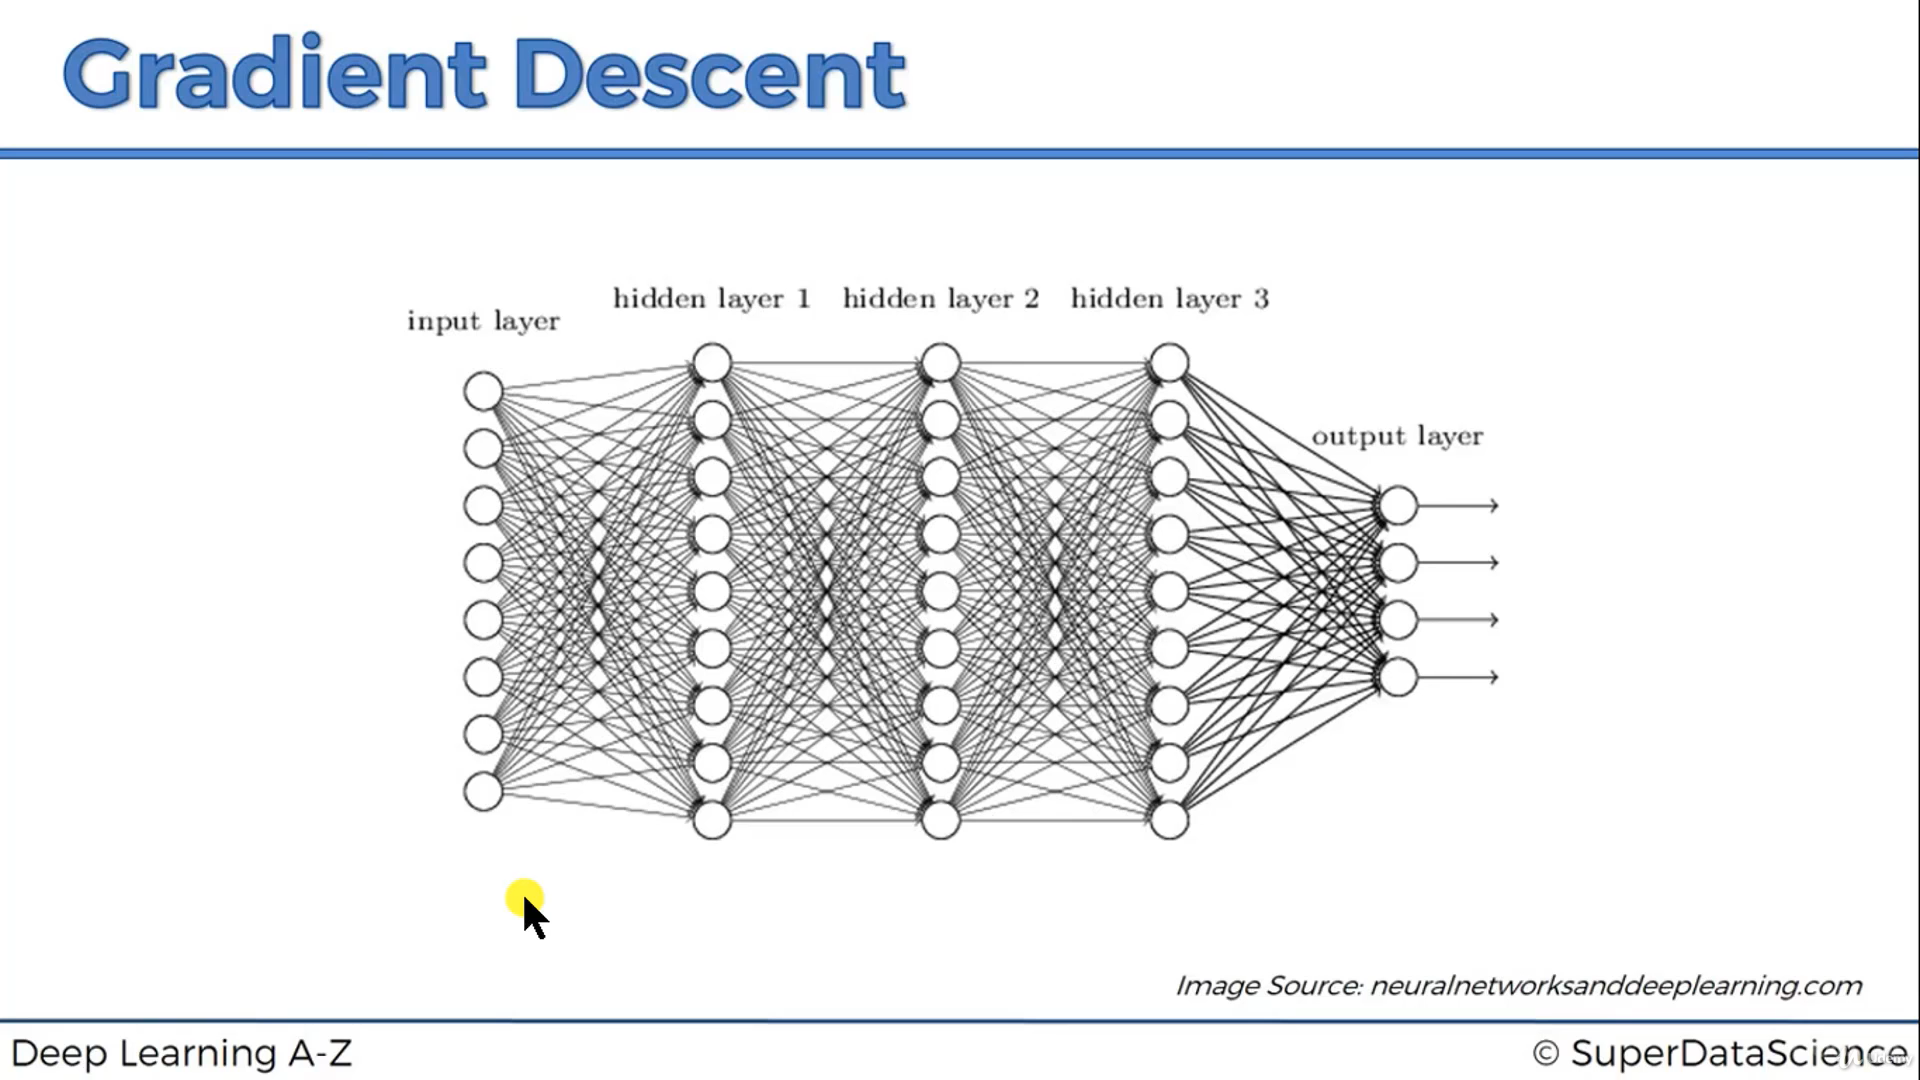 Gradient Descent
hidden layer 1 hidden layer 2 hidden layer 3
input layer
output layer
Image Source: neuralnetworksanddeeplearning.com
Deep Learning A-Z
© SuperDataScience